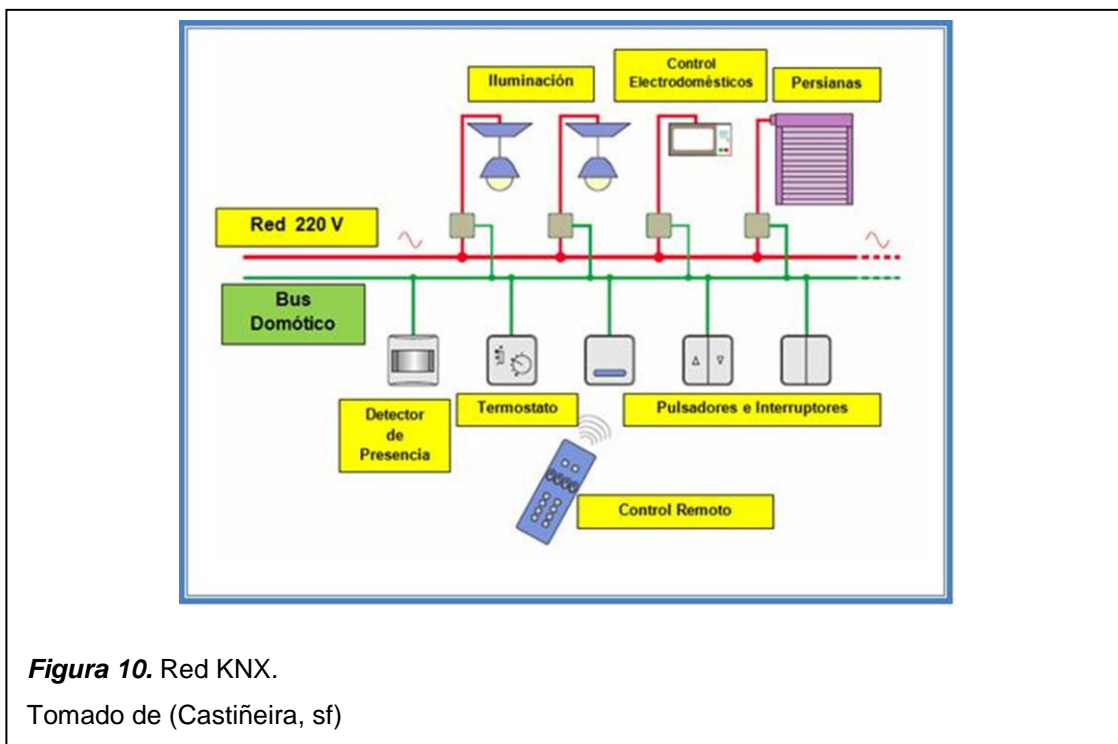 Iluminación
Control
Electrodomésticos
Persianas
Red 220 V
Bus
Domótico
Detector
de
Presencia
Termostato
Pulsadores e Interruptores
Control Remoto
Figura 10. Red KNX.
Tomado de (Castiñeira, sf)